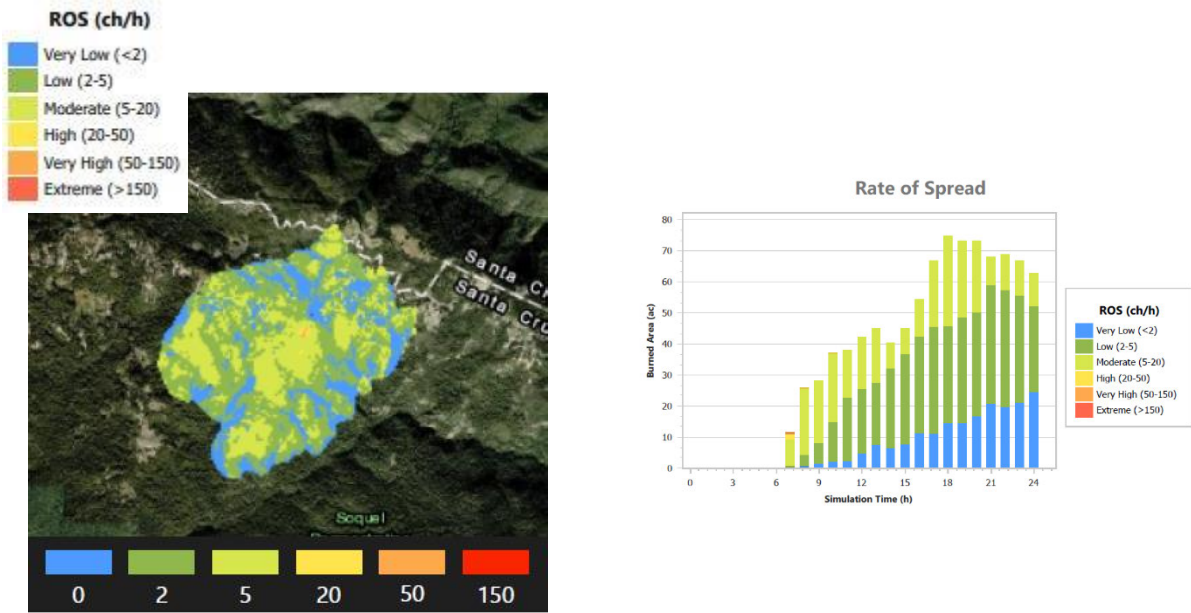 ROS (ch/h)
Very Low (<2)
Low (2-5)
Moderate (5-20)
High (20-50)
Very High (50-150)
Extreme (>150)
Santa Cr
Santa Cru
Soquel
0 2 5 20 50 150
Rate of Spread
80
70
60
50
40
30
20
10
0
Burned Area (ac)
0 3 6 9 12 15 18 21 24
Simulation Time (h)
ROS (ch/h)
Very Low (<2)
Low (2-5)
Moderate (5-20)
High (20-50)
Very High (50-150)
Extreme (>150)